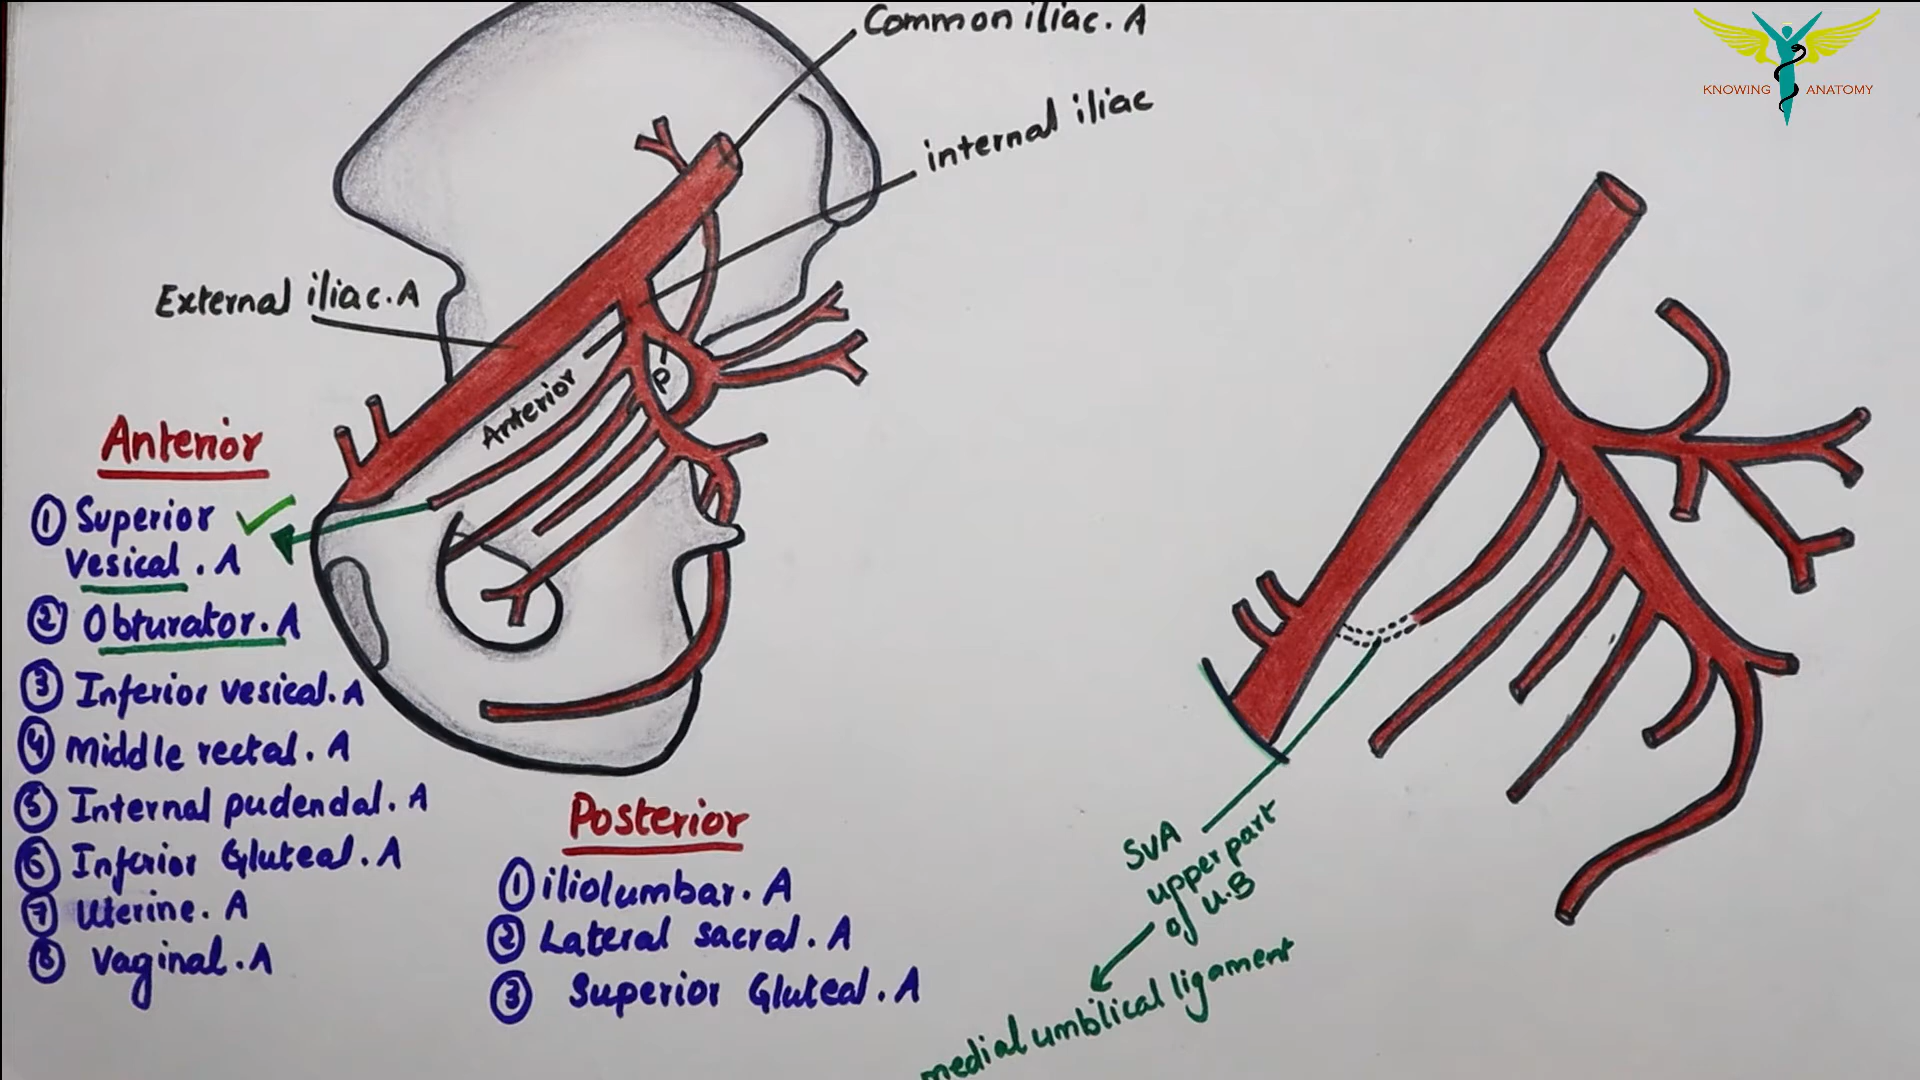 Common iliac. A
KNOWING ANATOMY
internal iliac
External iliac. A
Anterior
P
Anterior
① Superior
vesical. A
② Obturator. A
③ Inferior vesical. A
④ Middle rectal. A
⑤ Internal pudendal. A
⑥ Inferior Gluteal. A
⑦ Uterine. A
⑧ Vaginal. A
Posterior
① iliolumbar. A
② Lateral sacral. A
③ Superior Gluteal. A
SVA
upper part
of U.B
medial umblical ligament